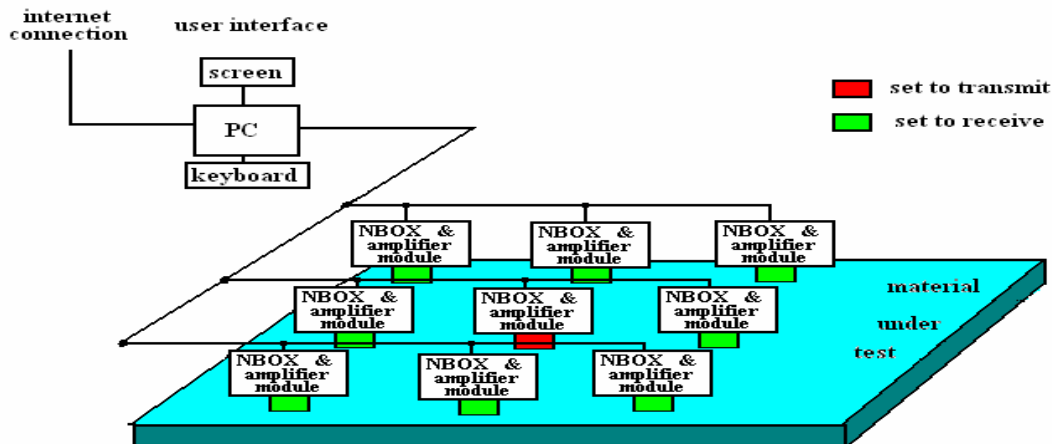 internet
connection
user interface
screen
PC
keyboard
set to transmit
set to receive
NBOX &
amplifier
module
NBOX &
amplifier
module
NBOX &
amplifier
module
NBOX &
amplifier
module
NBOX &
amplifier
module
NBOX &
amplifier
module
NBOX &
amplifier
module
NBOX &
amplifier
module
NBOX &
amplifier
module
material
under
test